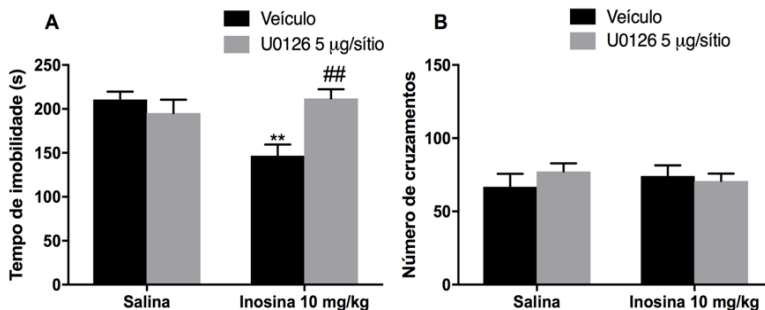 A
Veículo
U0126 5 µg/sítio
Tempo de imobilidade (s)
250
200
150
100
50
0
**
##
Salina
Inosina 10 mg/kg
B
Veículo
U0126 5 µg/sítio
Número de cruzamentos
150
100
50
0
Salina
Inosina 10 mg/kg